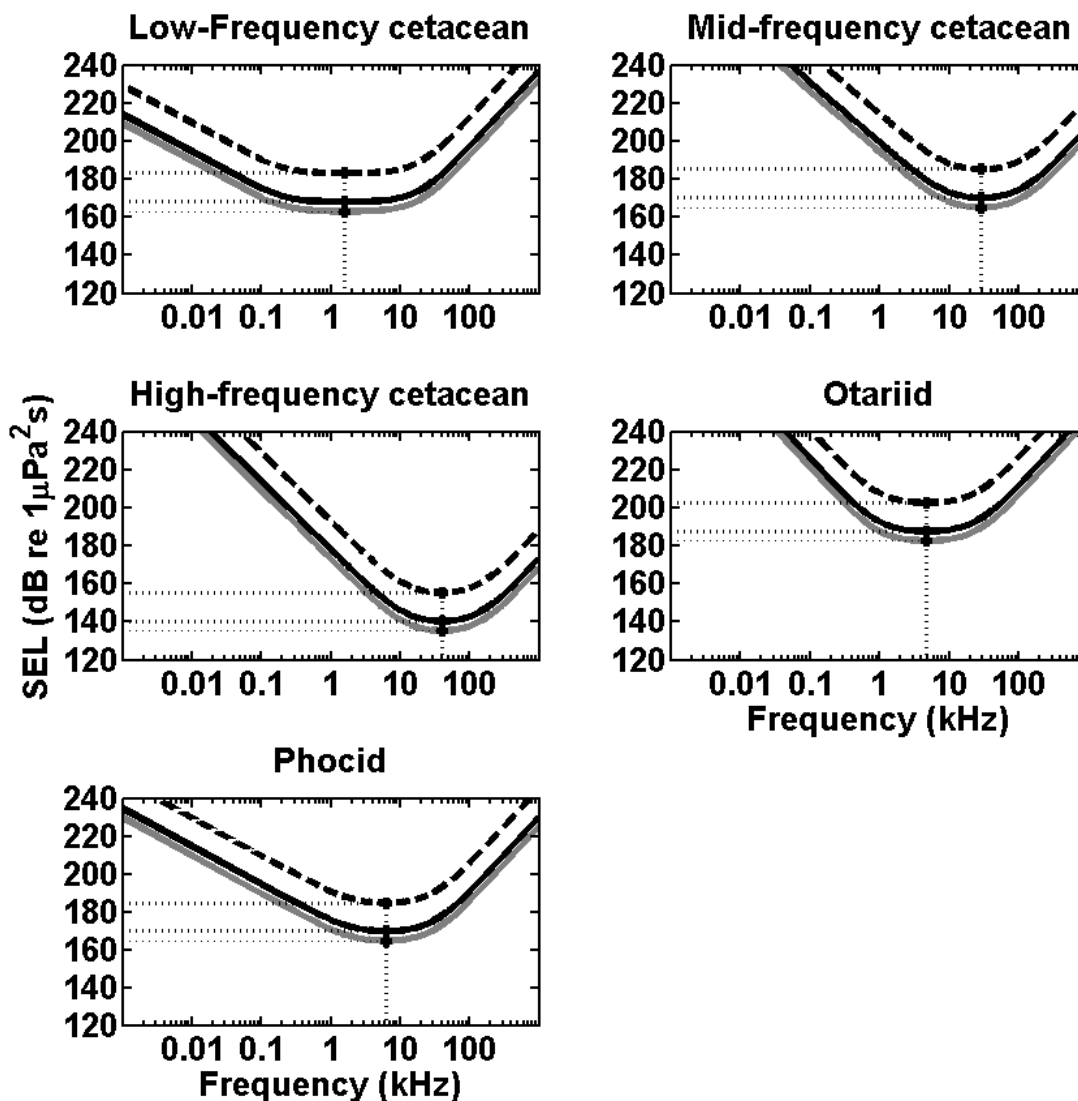 Low-Frequency cetacean
Mid-frequency cetacean
240
220
200
180
160
140
120
0.01 0.1 1 10 100
240
220
200
180
160
140
120
0.01 0.1 1 10 100
High-frequency cetacean
Otariid
SEL (dB re 1μPa²s)
240
220
200
180
160
140
120
0.01 0.1 1 10 100
240
220
200
180
160
140
120
0.01 0.1 1 10 100
Frequency (kHz)
Phocid
240
220
200
180
160
140
120
0.01 0.1 1 10 100
Frequency (kHz)